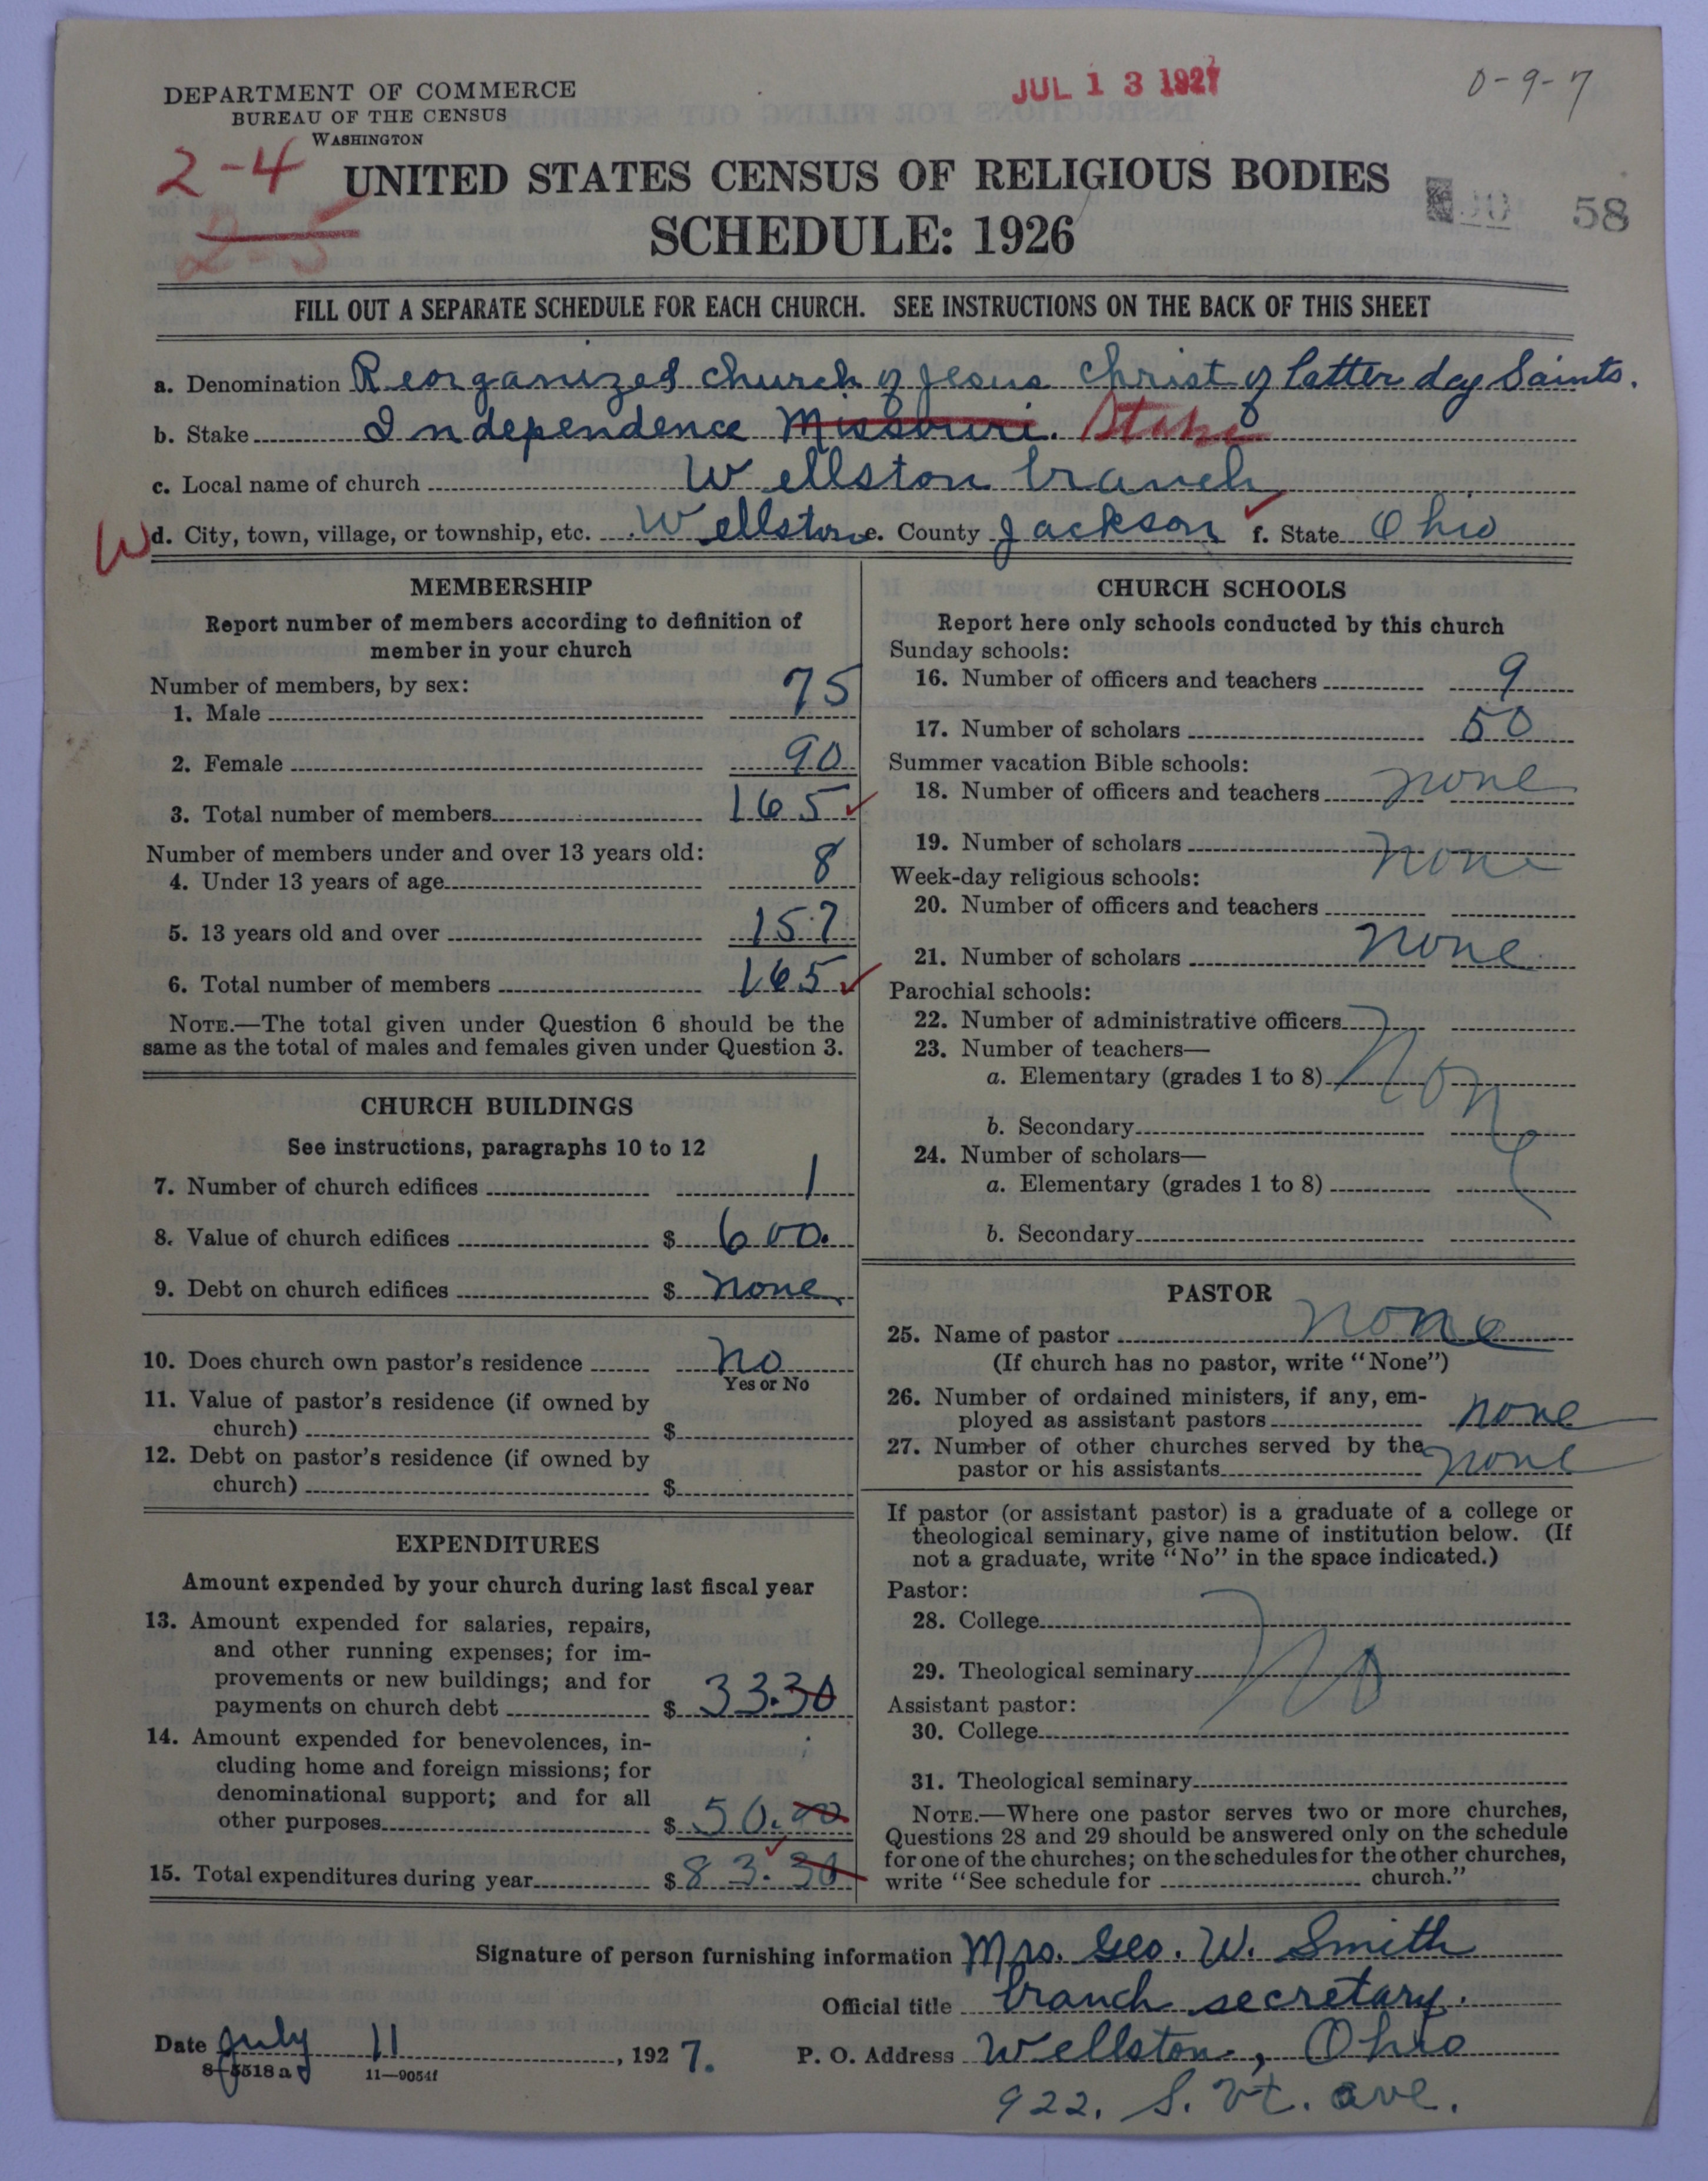 DEPARTMENT OF COMMERCE
BUREAU OF THE CENSUS
WASHINGTON
JUL 13 1927
0-9-7
2-4
2-5
UNITED STATES CENSUS OF RELIGIOUS BODIES
SCHEDULE: 1926
58
FILL OUT A SEPARATE SCHEDULE FOR EACH CHURCH. SEE INSTRUCTIONS ON THE BACK OF THIS SHEET
a. Denomination Reorganized church of Jesus Christ of latter day Saints.
b. Stake Independence Missouri. Stake
c. Local name of church Wellston branch
W d. City, town, village, or township, etc. Wellston e. County Jackson f. State Ohio
MEMBERSHIP
Report number of members according to definition of
member in your church
Number of members, by sex:
1. Male 75
2. Female 90
3. Total number of members 165
Number of members under and over 13 years old:
4. Under 13 years of age 8
5. 13 years old and over 157
6. Total number of members 165
NOTE.—The total given under Question 6 should be the
same as the total of males and females given under Question 3.
CHURCH BUILDINGS
See instructions, paragraphs 10 to 12
7. Number of church edifices 1
8. Value of church edifices $ 600.
9. Debt on church edifices $ none
10. Does church own pastor's residence no
Yes or No
11. Value of pastor's residence (if owned by
church) $
12. Debt on pastor's residence (if owned by
church) $
EXPENDITURES
Amount expended by your church during last fiscal year
13. Amount expended for salaries, repairs,
and other running expenses; for im-
provements or new buildings; and for
payments on church debt $ 33.30
14. Amount expended for benevolences, in-
cluding home and foreign missions; for
denominational support; and for all
other purposes $ 50.00
15. Total expenditures during year $ 83.30
CHURCH SCHOOLS
Report here only schools conducted by this church
Sunday schools:
16. Number of officers and teachers 9
17. Number of scholars 50
Summer vacation Bible schools:
18. Number of officers and teachers none
19. Number of scholars none
Week-day religious schools:
20. Number of officers and teachers
21. Number of scholars none
Parochial schools:
22. Number of administrative officers
23. Number of teachers—
a. Elementary (grades 1 to 8) None
b. Secondary
24. Number of scholars—
a. Elementary (grades 1 to 8)
b. Secondary
PASTOR
25. Name of pastor none
(If church has no pastor, write "None")
26. Number of ordained ministers, if any, em-
ployed as assistant pastors none
27. Number of other churches served by the
pastor or his assistants none
If pastor (or assistant pastor) is a graduate of a college or
theological seminary, give name of institution below. (If
not a graduate, write "No" in the space indicated.)
Pastor:
28. College
29. Theological seminary No
Assistant pastor:
30. College
31. Theological seminary
NOTE.—Where one pastor serves two or more churches,
Questions 28 and 29 should be answered only on the schedule
for one of the churches; on the schedules for the other churches,
write "See schedule for church."
Signature of person furnishing information Mrs. Geo. W. Smith
Official title branch secretary.
Date July 11, 1927.
P. O. Address Wellston, Ohio
8-5518 a
11—9054f
922. S. Vt. ave.